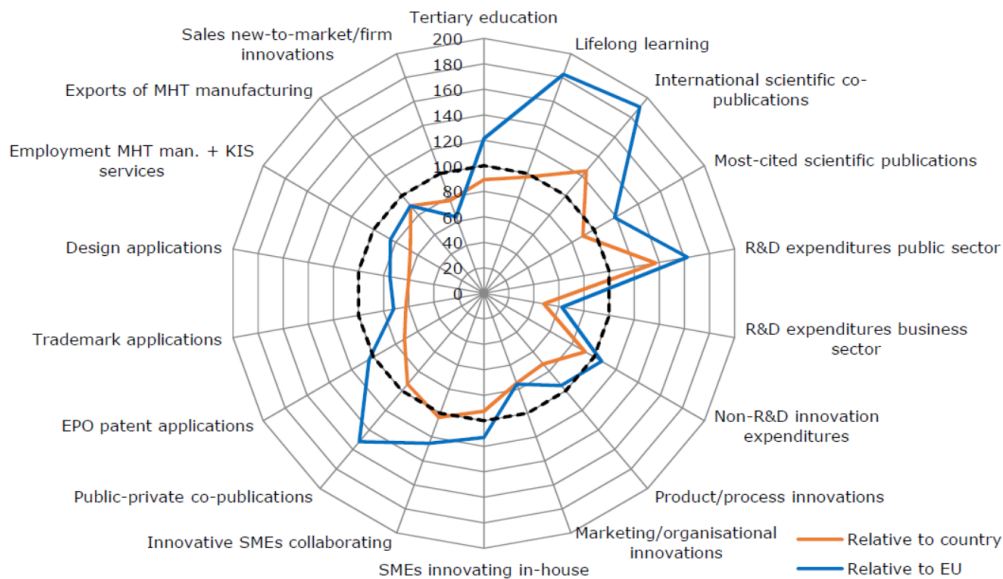 Tertiary education
Lifelong learning
International scientific co-
publications
Most-cited scientific publications
R&D expenditures public sector
R&D expenditures business
sector
Non-R&D innovation
expenditures
Product/process innovations
Marketing/organisational
innovations
SMEs innovating in-house
Innovative SMEs collaborating
Public-private co-publications
EPO patent applications
Trademark applications
Design applications
Employment MHT man. + KIS
services
Exports of MHT manufacturing
Sales new-to-market/firm
innovations
200
180
160
140
120
100
80
60
40
20
0
Relative to country
Relative to EU